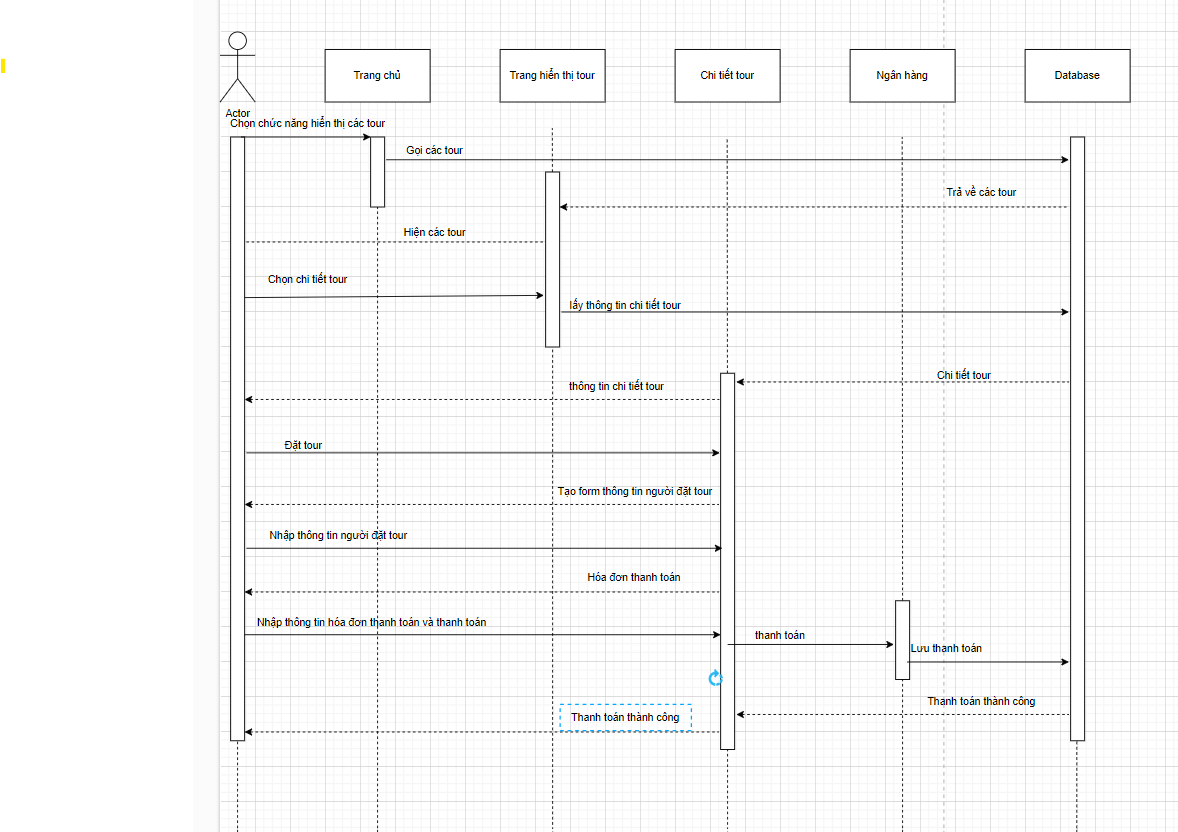 Trang chủ
Trang hiển thị tour
Chi tiết tour
Ngân hàng
Database
Actor
Chọn chức năng hiển thị các tour
Gọi các tour
Trả về các tour
Hiện các tour
Chọn chi tiết tour
lấy thông tin chi tiết tour
Chi tiết tour
thông tin chi tiết tour
Đặt tour
Tạo form thông tin người đặt tour
Nhập thông tin người đặt tour
Hóa đơn thanh toán
Nhập thông tin hóa đơn thanh toán và thanh toán
thanh toán
Lưu thanh toán
Thanh toán thành công
Thanh toán thành công